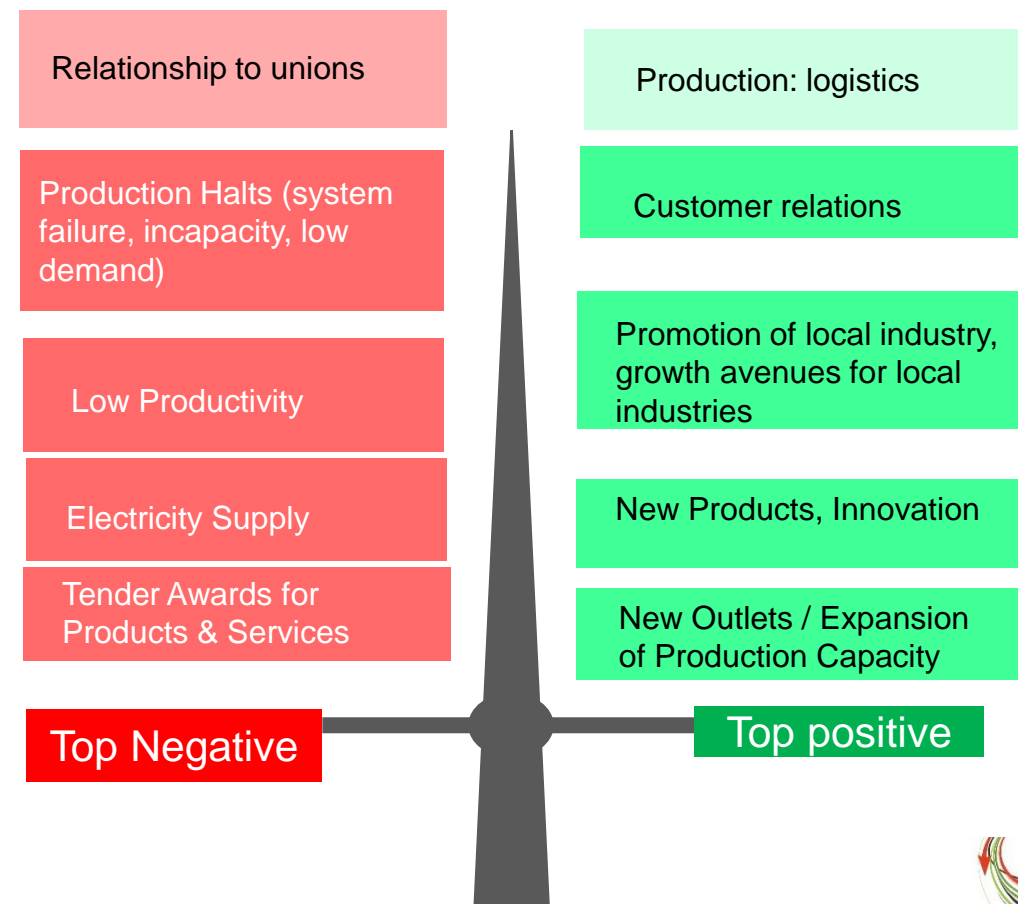 Relationship to unions
Production Halts (system
failure, incapacity, low
demand)
Low Productivity
Electricity Supply
Tender Awards for
Products & Services
Top Negative
Production: logistics
Customer relations
Promotion of local industry,
growth avenues for local
industries
New Products, Innovation
New Outlets / Expansion
of Production Capacity
Top positive